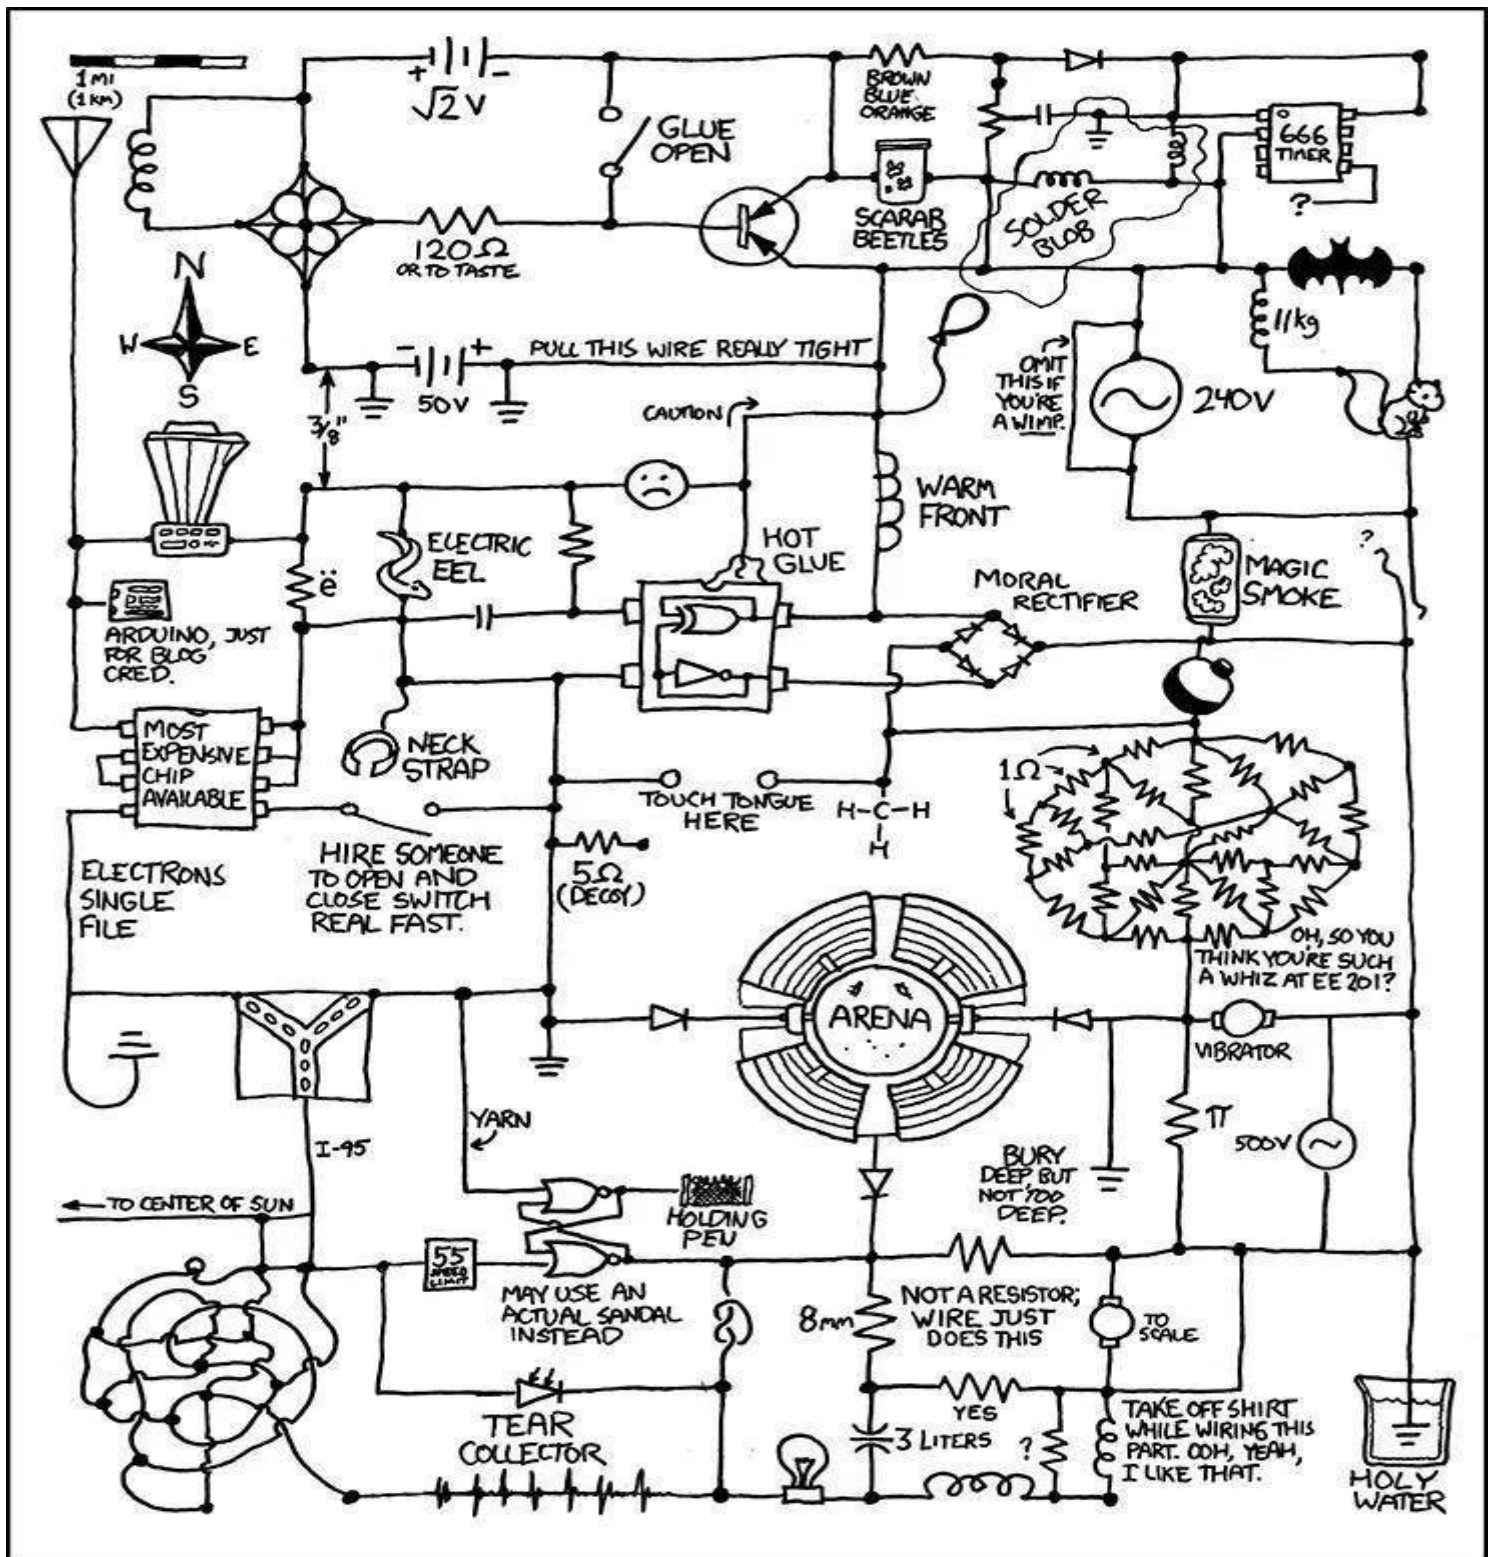 1 MI
(1 KM)
+ -
√2 V
GLUE
OPEN
BROWN
BLUE
ORANGE
666
TIMER
?
SCARAB
BEETLES
SOLDER
BLOB
120Ω
OR TO TASTE
N
W E
S
- +
50V
PULL THIS WIRE REALLY TIGHT
11kg
OMIT
THIS IF
YOU'RE
A WIMP.
240V
CAUTION
3/8"
WARM
FRONT
ELECTRIC
EEL
HOT
GLUE
?
MAGIC
SMOKE
MORAL
RECTIFIER
ë
ARDUINO, JUST
FOR BLOG
CRED.
MOST
EXPENSIVE
CHIP
AVAILABLE
NECK
STRAP
1Ω
TOUCH TONGUE
HERE
H-C-H
H
HIRE SOMEONE
TO OPEN AND
CLOSE SWITCH
REAL FAST.
5Ω
(DECOY)
ELECTRONS
SINGLE
FILE
OH, SO YOU
THINK YOU'RE SUCH
A WHIZ AT EE 201?
ARENA
VIBRATOR
π
500V
YARN
I-95
BURY
DEEP, BUT
NOT TOO
DEEP.
TO CENTER OF SUN
HOLDING
PEN
55
SPEED
LIMIT
MAY USE AN
ACTUAL SANDAL
INSTEAD
8mm
NOT A RESISTOR;
WIRE JUST
DOES THIS
TO
SCALE
TEAR
COLLECTOR
YES
3 LITERS
?
TAKE OFF SHIRT
WHILE WIRING THIS
PART. OOH, YEAH,
I LIKE THAT.
HOLY
WATER